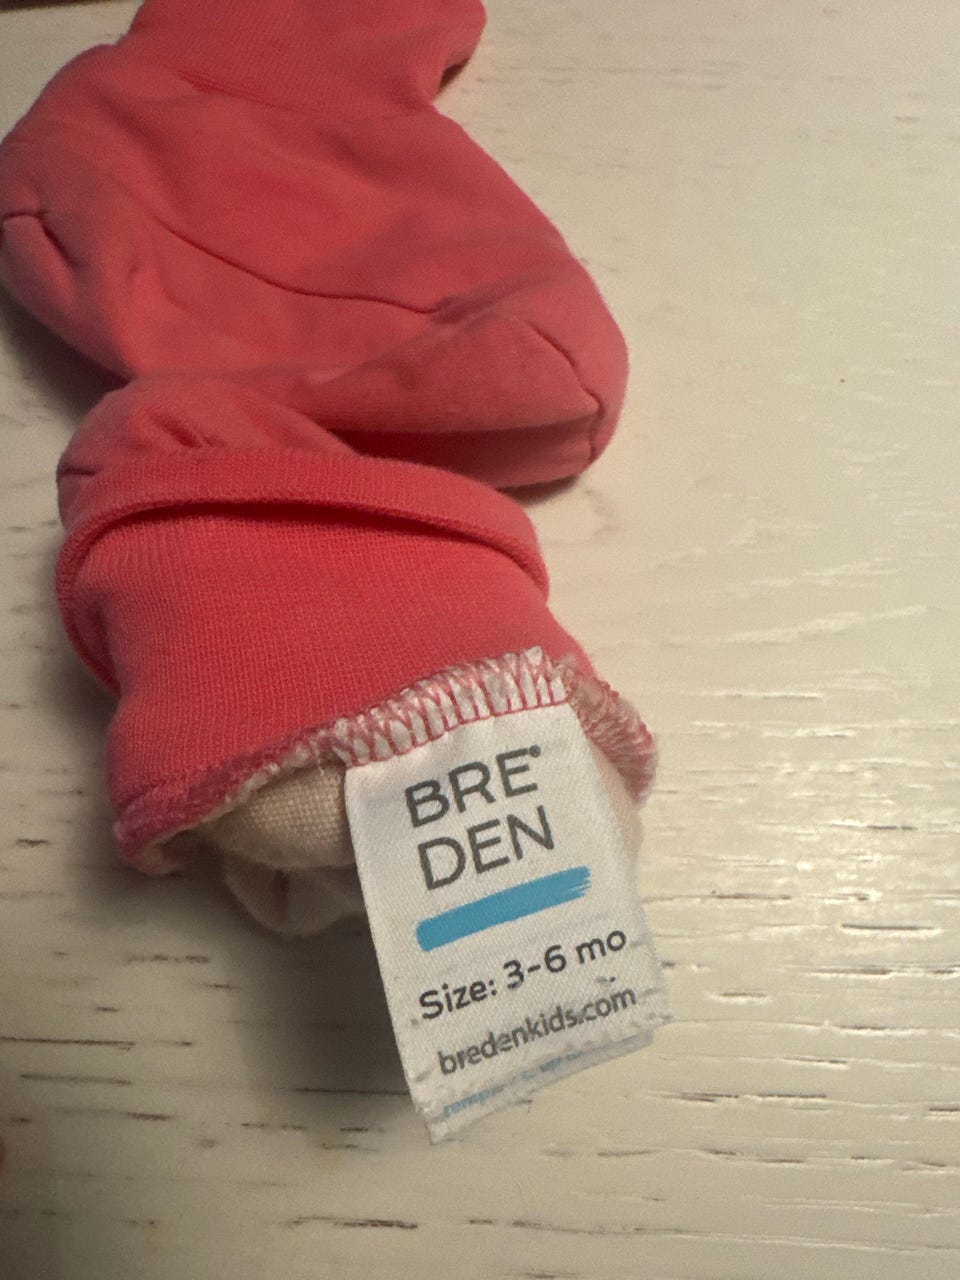 BRE
DEN
Size: 3-6 mo
bredenkids.com